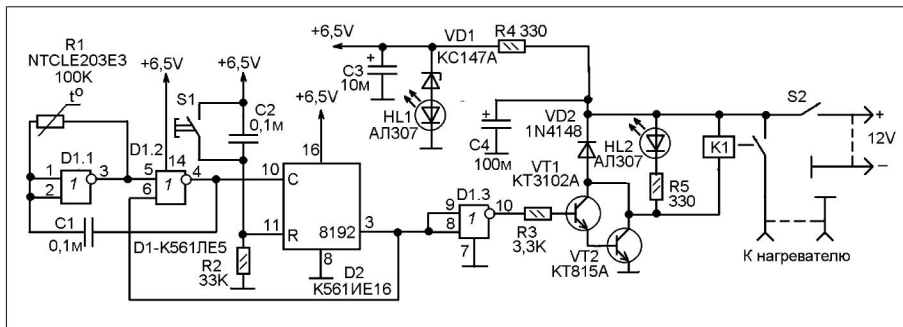 R1
NTCLE203E3
100K
t°
+6,5V
S1
+6,5V
C2
0,1м
+6,5V
+6,5V
VD1
КС147А
R4 330
C3
10м
HL1
АЛ307
C4
100м
VD2
1N4148
HL2
АЛ307
R5
330
K1
S2
+
12V
–
D1.1
1
2
1
3
D1.2
14
5
6
1
4
C1
0,1м
D1-К561ЛЕ5
R2
33К
10
C
11
R
16
8192
3
8
D2
К561ИЕ16
D1.3
9
8
1
10
7
R3
3,3К
VT1
КТ3102А
VT2
КТ815А
К нагревателю